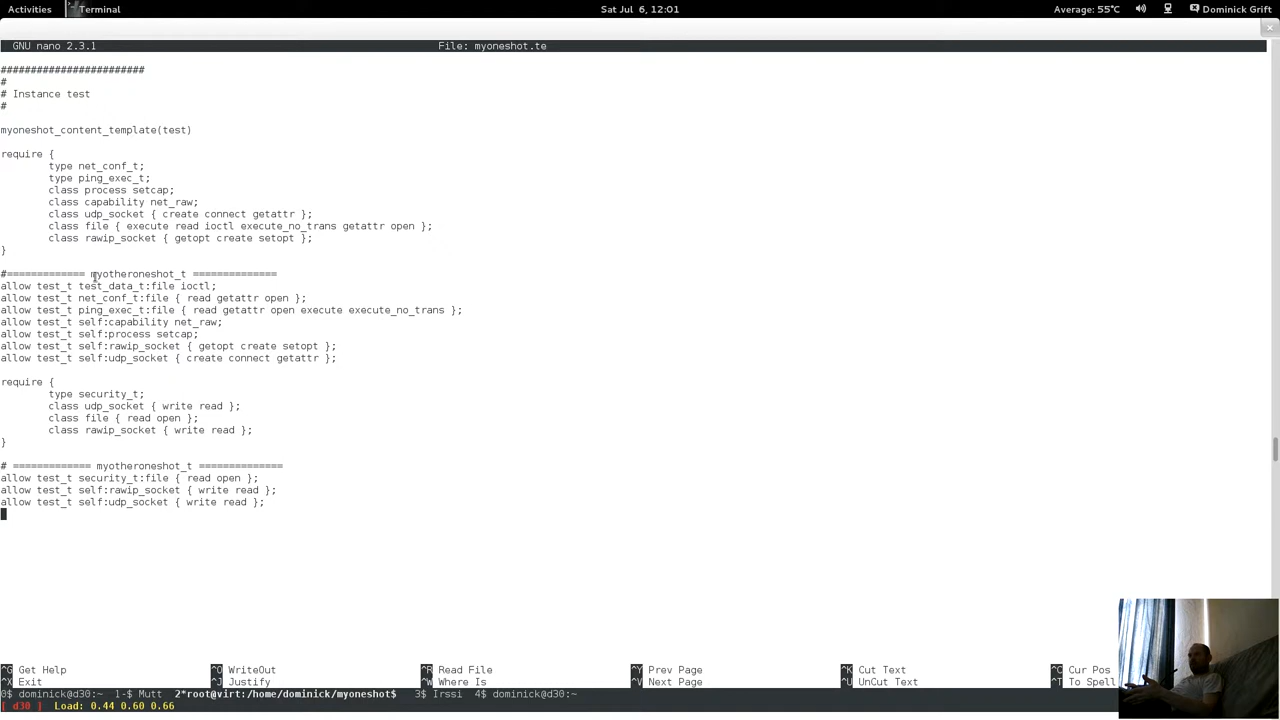 Activities Terminal Sat Jul 6, 12:01 Average: 55°C Dominick Grift
GNU nano 2.3.1 File: myoneshot.te
########################
#
# Instance test
#
myoneshot_content_template(test)
require {
type net_conf_t;
type ping_exec_t;
class process setcap;
class capability net_raw;
class udp_socket { create connect getattr };
class file { execute read ioctl execute_no_trans getattr open };
class rawip_socket { getopt create setopt };
}
#============= myotheroneshot_t ==============
allow test_t test_data_t:file ioctl;
allow test_t net_conf_t:file { read getattr open };
allow test_t ping_exec_t:file { read getattr open execute execute_no_trans };
allow test_t self:capability net_raw;
allow test_t self:process setcap;
allow test_t self:rawip_socket { getopt create setopt };
allow test_t self:udp_socket { create connect getattr };
require {
type security_t;
class udp_socket { write read };
class file { read open };
class rawip_socket { write read };
}
# ============= myotheroneshot_t ==============
allow test_t security_t:file { read open };
allow test_t self:rawip_socket { write read };
allow test_t self:udp_socket { write read };
^G Get Help ^O WriteOut ^R Read File ^Y Prev Page ^K Cut Text ^C Cur Pos
^X Exit ^J Justify ^W Where Is ^V Next Page ^U UnCut Text ^T To Spell
0$ dominick@d30:~ 1-$ Mutt 2*root@virt:/home/dominick/myoneshot$ 3$ Irssi 4$ dominick@d30:~
[ d30 ] Load: 0.44 0.60 0.66